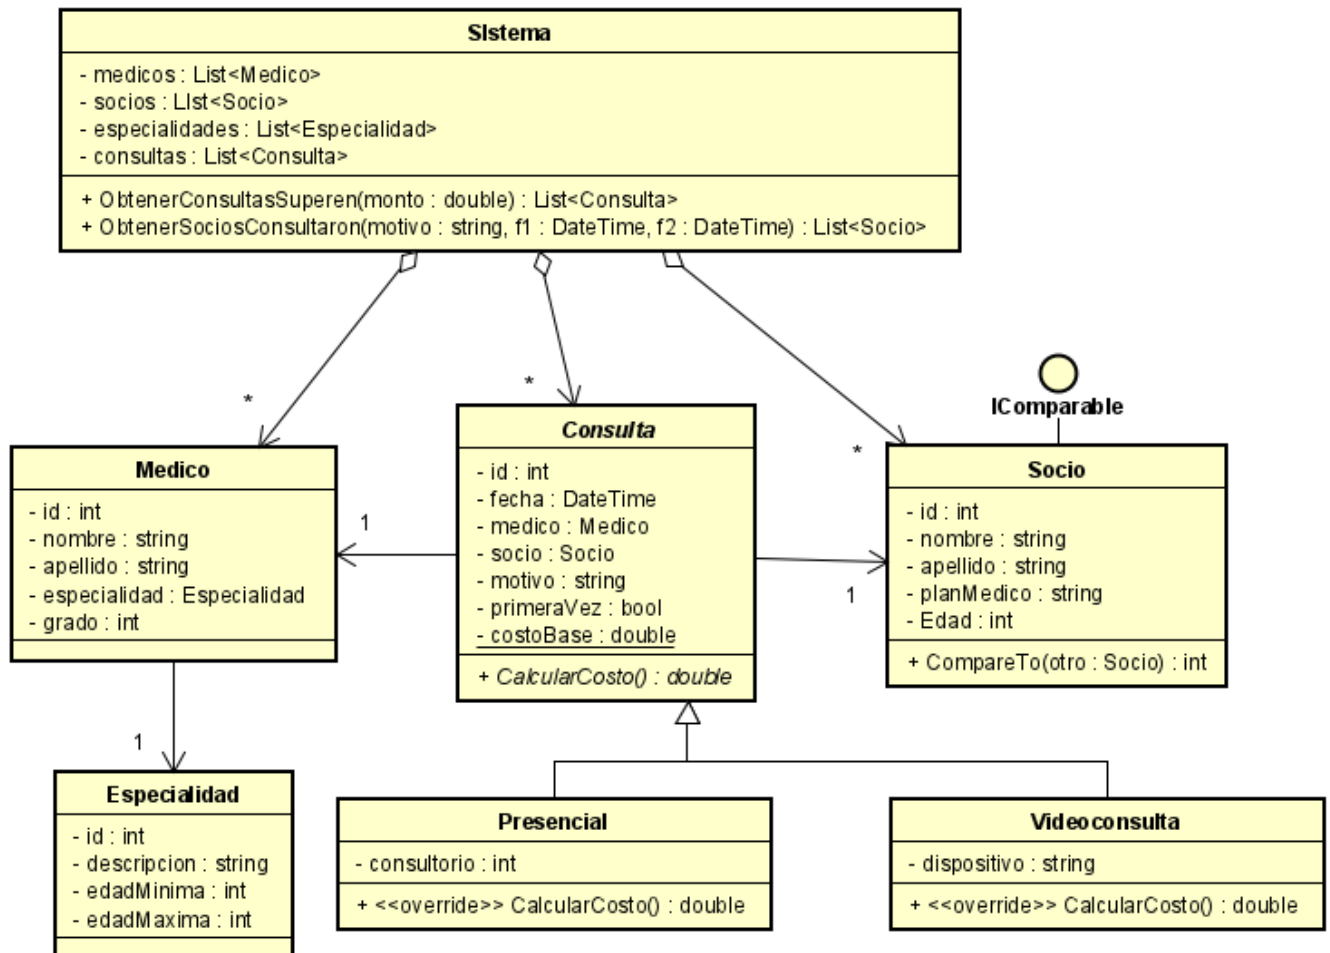 SIstema
- medicos : List<Medico>
- socios : LIst<Socio>
- especialidades : List<Especialidad>
- consultas : List<Consulta>
+ ObtenerConsultasSuperen(monto : double) : List<Consulta>
+ ObtenerSociosConsultaron(motivo : string, f1 : DateTime, f2 : DateTime) : List<Socio>
*
*
*
IComparable
Medico
- id : int
- nombre : string
- apellido : string
- especialidad : Especialidad
- grado : int
1
Consulta
- id : int
- fecha : DateTime
- medico : Medico
- socio : Socio
- motivo : string
- primeraVez : bool
- costoBase : double
+ CalcularCosto() : double
1
Socio
- id : int
- nombre : string
- apellido : string
- planMedico : string
- Edad : int
+ CompareTo(otro : Socio) : int
1
Especialidad
- id : int
- descripcion : string
- edadMinima : int
- edadMaxima : int
Presencial
- consultorio : int
+ <<override>> CalcularCosto() : double
Videoconsulta
- dispositivo : string
+ <<override>> CalcularCosto() : double